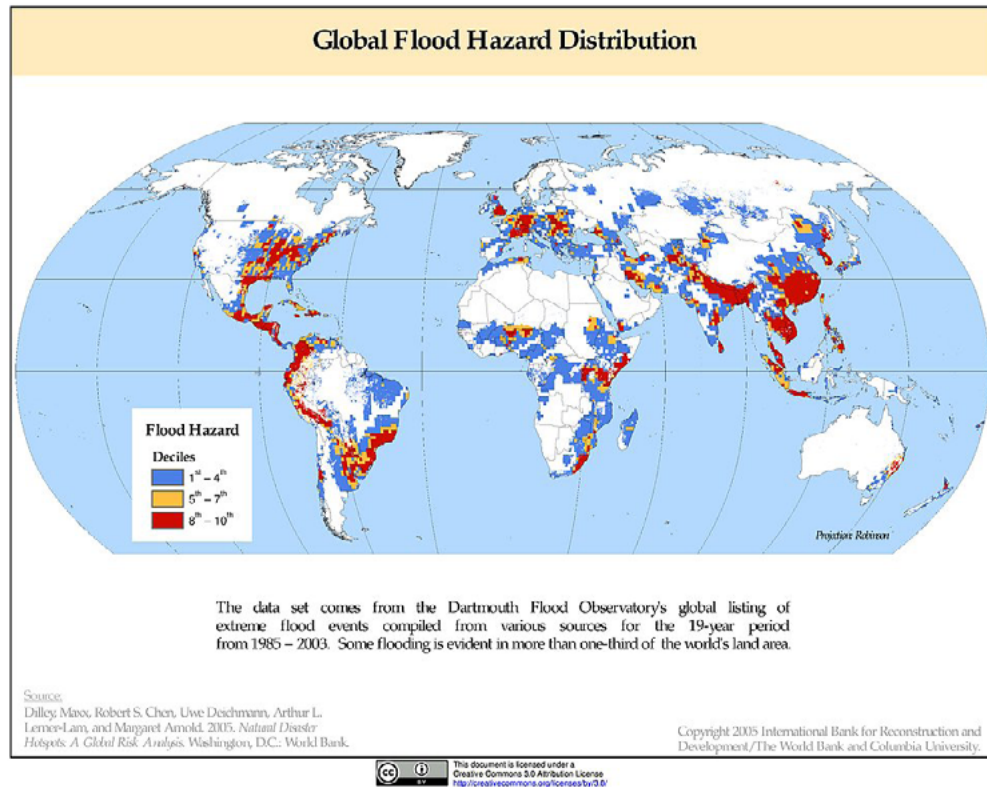 Global Flood Hazard Distribution
Flood Hazard
Deciles
1st – 4th
5th – 7th
8th – 10th
Projection: Robinson
The data set comes from the Dartmouth Flood Observatory's global listing of
extreme flood events compiled from various sources for the 19-year period
from 1985 – 2003. Some flooding is evident in more than one-third of the world's land area.
Source:
Dilley, Maxx, Robert S. Chen, Uwe Deichmann, Arthur L.
Lerner-Lam, and Margaret Arnold. 2005. Natural Disaster
Hotspots: A Global Risk Analysis. Washington, D.C.: World Bank.
Copyright 2005 International Bank for Reconstruction and
Development/The World Bank and Columbia University.
cc BY
This document is licensed under a
Creative Commons 3.0 Attribution License
http://creativecommons.org/licenses/by/3.0/